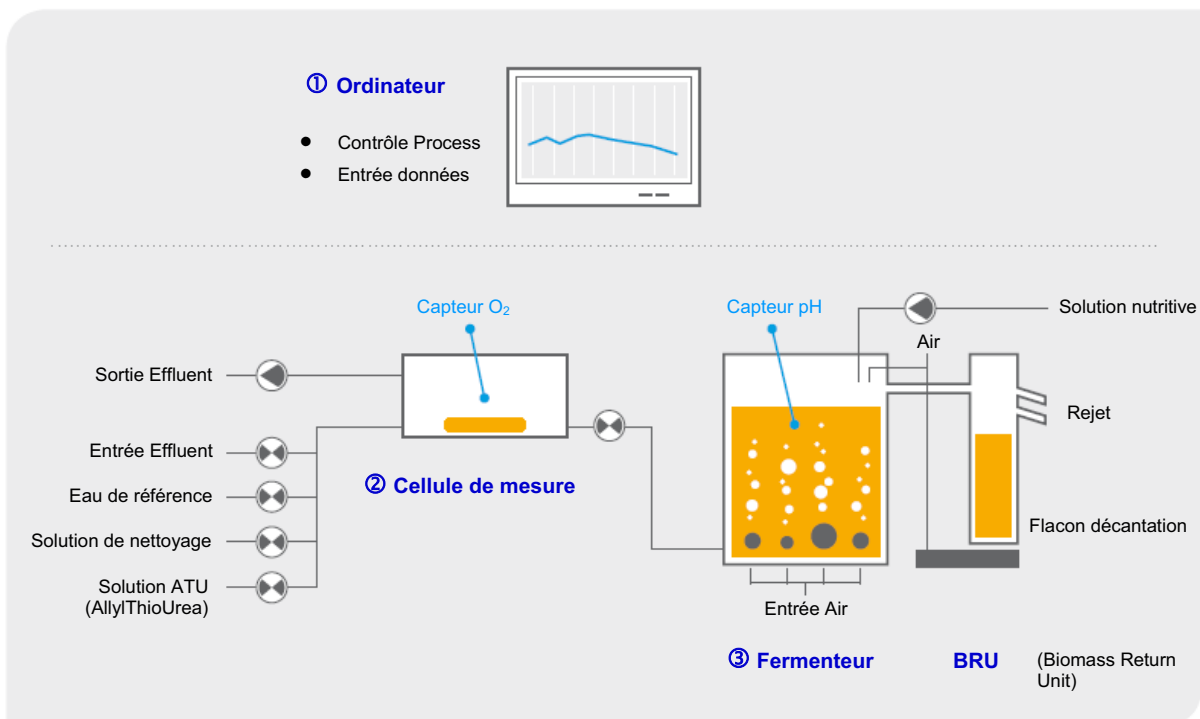 ① Ordinateur
● Contrôle Process
● Entrée données
Capteur O₂
Capteur pH
Solution nutritive
Air
Sortie Effluent
Rejet
Entrée Effluent
② Cellule de mesure
Eau de référence
Flacon décantation
Solution de nettoyage
Solution ATU
(AllylThioUrea)
Entrée Air
③ Fermenteur
BRU
(Biomass Return
Unit)